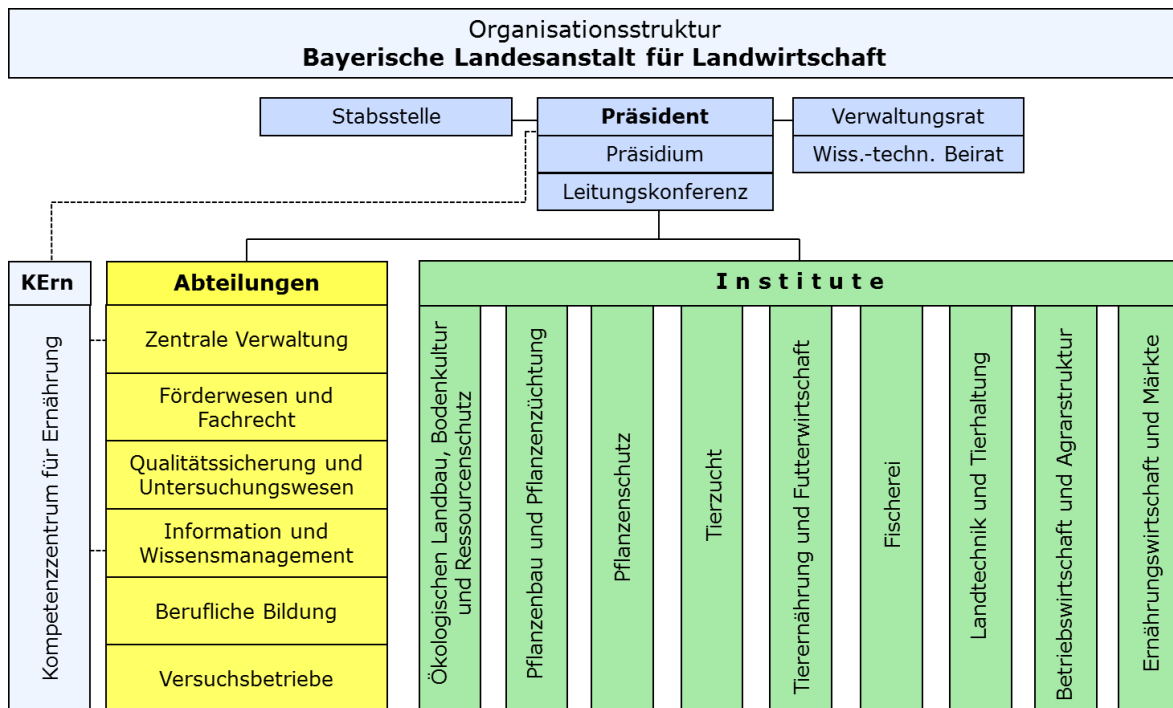 Organisationsstruktur
Bayerische Landesanstalt für Landwirtschaft
Stabsstelle
Präsident
Verwaltungsrat
Präsidium
Wiss.-techn. Beirat
Leitungskonferenz
KErn
Abteilungen
Institute
Kompetenzzentrum für Ernährung
Zentrale Verwaltung
Förderwesen und
Fachrecht
Qualitätssicherung und
Untersuchungswesen
Information und
Wissensmanagement
Berufliche Bildung
Versuchsbetriebe
Ökologischen Landbau, Bodenkultur
und Ressourcenschutz
Pflanzenbau und Pflanzenzüchtung
Pflanzenschutz
Tierzucht
Tierernährung und Futterwirtschaft
Fischerei
Landtechnik und Tierhaltung
Betriebswirtschaft und Agrarstruktur
Ernährungswirtschaft und Märkte